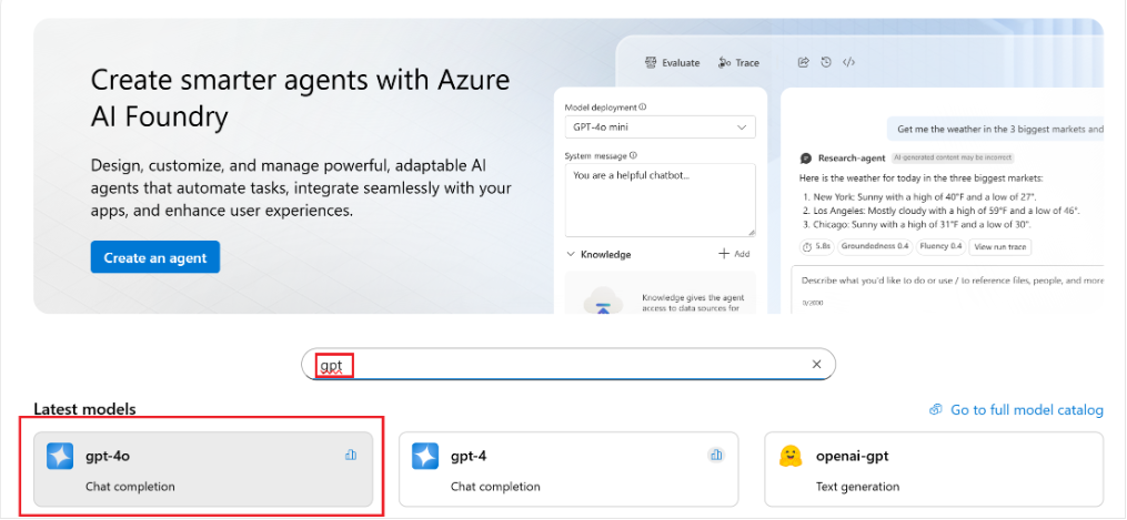 Create smarter agents with Azure
AI Foundry
Design, customize, and manage powerful, adaptable AI
agents that automate tasks, integrate seamlessly with your
apps, and enhance user experiences.
Create an agent
Evaluate Trace
Model deployment
GPT-4o mini
System message
You are a helpful chatbot...
Knowledge Add
Knowledge gives the agent
access to data sources for
Get me the weather in the 3 biggest markets and
Research-agent AI-generated content may be incorrect
Here is the weather for today in the three biggest markets:
1. New York: Sunny with a high of 40°F and a low of 27°.
2. Los Angeles: Mostly cloudy with a high of 59°F and a low of 46°.
3. Chicago: Sunny with a high of 31°F and a low of 30°.
5.8s Groundedness 0.4 Fluency 0.4 View run trace
Describe what you'd like to do or use / to reference files, people, and more
0/2000
gpt
Latest models
Go to full model catalog
gpt-4o
Chat completion
gpt-4
Chat completion
openai-gpt
Text generation